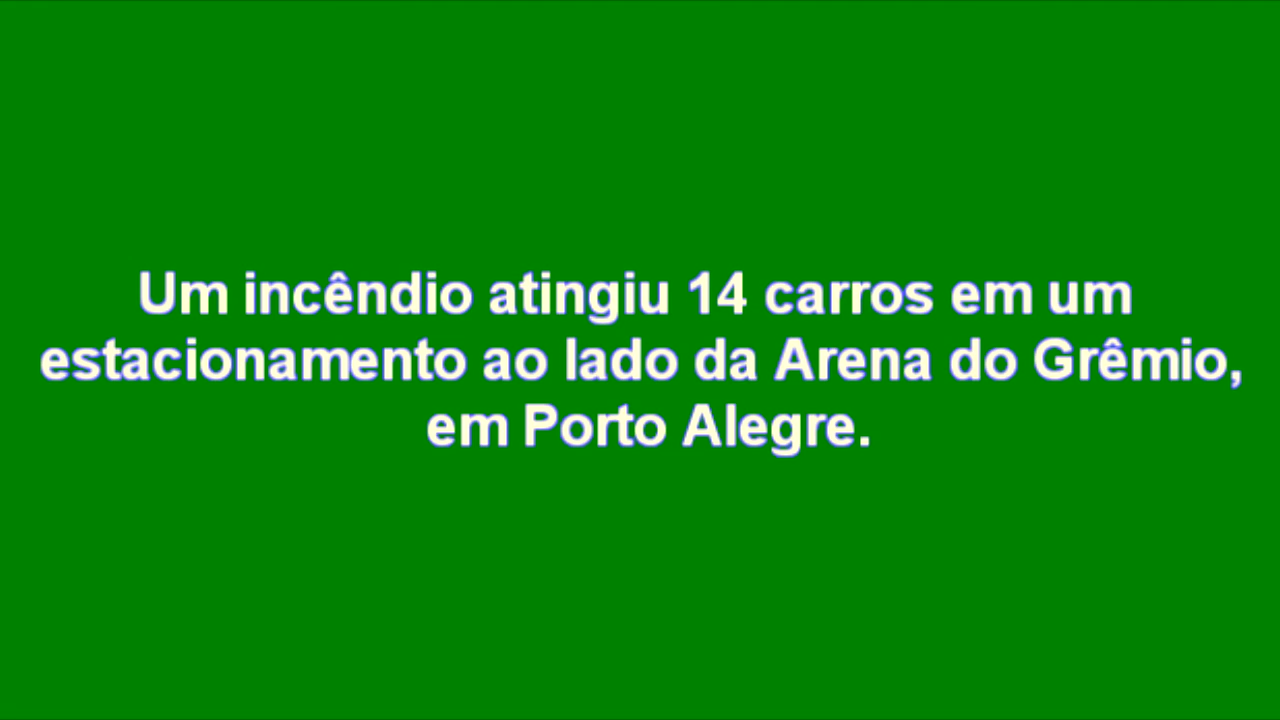 Um incêndio atingiu 14 carros em um
estacionamento ao lado da Arena do Grêmio,
em Porto Alegre.